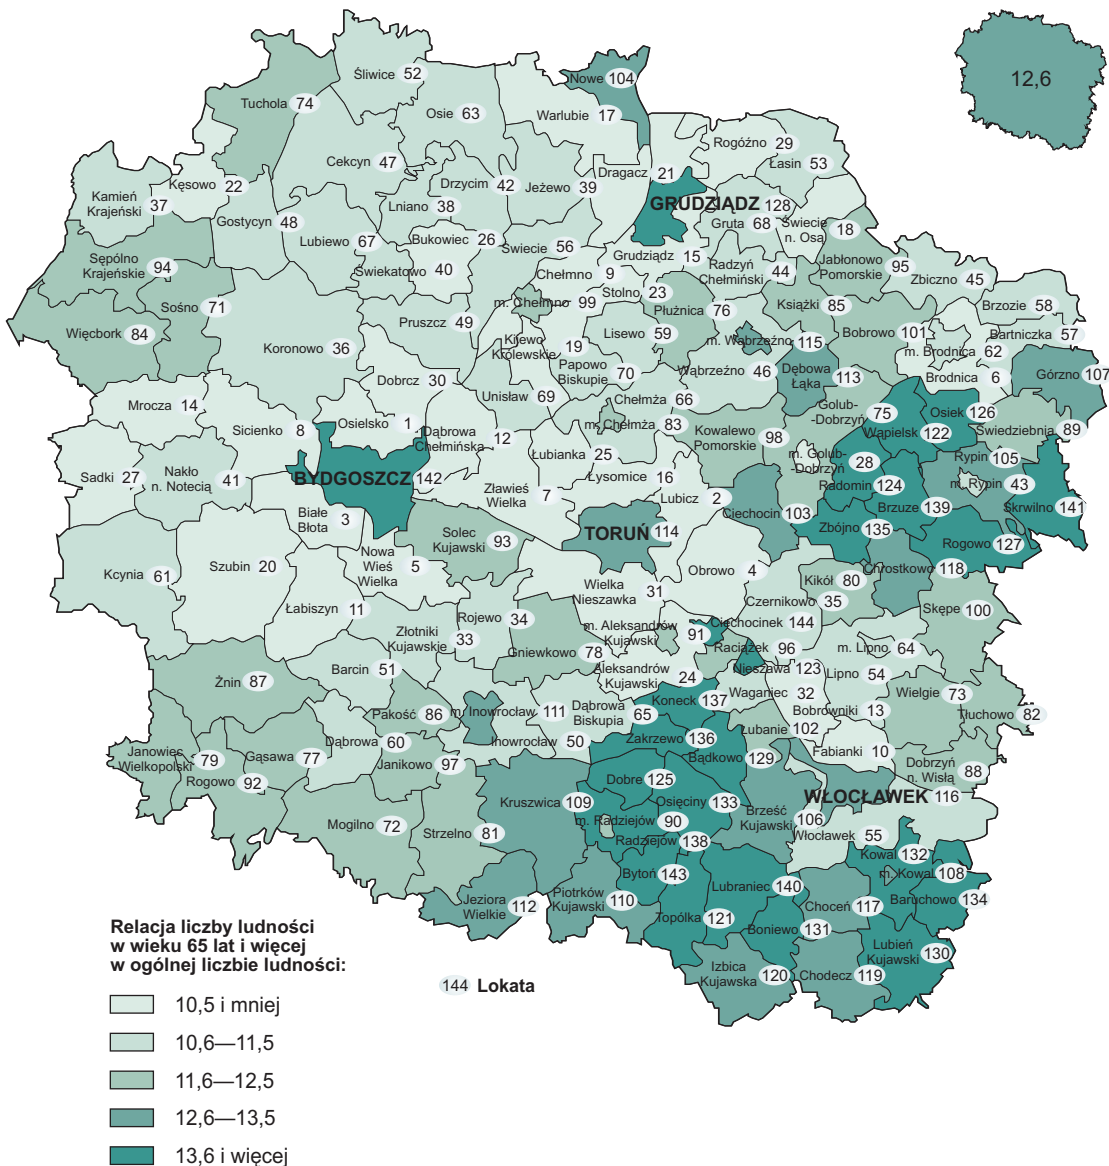 12,6
Śliwice 52
Nowe 104
Tuchola 74
Osie 63
Warlubie 17
Rogóźno 29
Łasin 53
Cekcyn 47
Dragacz 21
Kęsowo 22
Drzycim 42
Jeżewo 39
Kamień
Krajeński 37
Lniano 38
GRUDZIĄDZ 128
Gostycyn 48
Gruta 68
Świecie
n. Osą 18
Lubiewo 67
Bukowiec 26
Świecie 56
Grudziądz 15
Sępólno
Krajeńskie 94
Świekatowo 40
Chełmno 9
Radzyń
Chełmiński 44
Jabłonowo
Pomorskie 95
Zbiczno 45
Sośno 71
m. Chełmno 99
Stolno 23
Płużnica 76
Książki 85
Brzozie 58
Więcbork 84
Pruszcz 49
Kijewo
Królewskie 19
Lisewo 59
m. Wąbrzeźno 115
Bobrowo 101
Bartniczka 57
Koronowo 36
Papowo
Biskupie 70
Wąbrzeźno 46
m. Brodnica 62
Dębowa
Łąka 113
Brodnica 6
Górzno 107
Dobrcz 30
Unisław 69
Chełmża 66
Mrocza 14
Golub-
-Dobrzyń 75
Osiek 126
Sicienko 8
Osielsko 1
Dąbrowa
Chełmińska 12
m. Chełmża 83
Kowalewo
Pomorskie 98
Wąpielsk 122
Świedziebnia 89
Łubianka 25
m. Golub-
-Dobrzyń 28
Rypin 105
Sadki 27
Nakło
n. Notecią 41
BYDGOSZCZ 142
Łysomice 16
Radomin 124
m. Rypin 43
Zławieś
Wielka 7
Lubicz 2
Ciechocin 103
Brzuze 139
Skrwilno 141
Białe
Błota 3
Solec
Kujawski 93
TORUŃ 114
Zbójno 135
Rogowo 127
Kcynia 61
Szubin 20
Nowa
Wieś
Wielka 5
Obrowo 4
Kikół 80
Chrostkowo 118
Wielka
Nieszawka 31
Czernikowo 35
Skępe 100
Łabiszyn 11
Rojewo 34
Złotniki
Kujawskie 33
m. Aleksandrów
Kujawski 91
Ciechocinek 144
Gniewkowo 78
Raciążek 96
m. Lipno 64
Barcin 51
Aleksandrów
Kujawski 24
Nieszawa 123
Lipno 54
Żnin 87
Waganiec 32
Wielgie 73
Koneck 137
Bobrowniki 13
Tłuchowo 82
Pakość 86
m. Inowrocław 111
Dąbrowa
Biskupia 65
Lubanie 102
Dąbrowa 60
Inowrocław 50
Zakrzewo 136
Fabianki 10
Janowiec
Wielkopolski 79
Gąsawa 77
Janikowo 97
Bądkowo 129
Dobrzyń
n. Wisłą 88
Rogowo 92
Dobre 125
Kruszwica 109
Osięciny 133
WŁOCŁAWEK 116
Mogilno 72
Strzelno 81
m. Radziejów 90
Brześć
Kujawski 106
Włocławek 55
Radziejów 138
Kowal 132
Bytoń 143
m. Kowal 108
Lubraniec 140
Jeziora
Wielkie 112
Piotrków
Kujawski 110
Choceń 117
Baruchowo 134
Topólka 121
Boniewo 131
Lubień
Kujawski 130
Izbica
Kujawska 120
Chodecz 119
Relacja liczby ludności
w wieku 65 lat i więcej
w ogólnej liczbie ludności:
144 Lokata
10,5 i mniej
10,6—11,5
11,6—12,5
12,6—13,5
13,6 i więcej